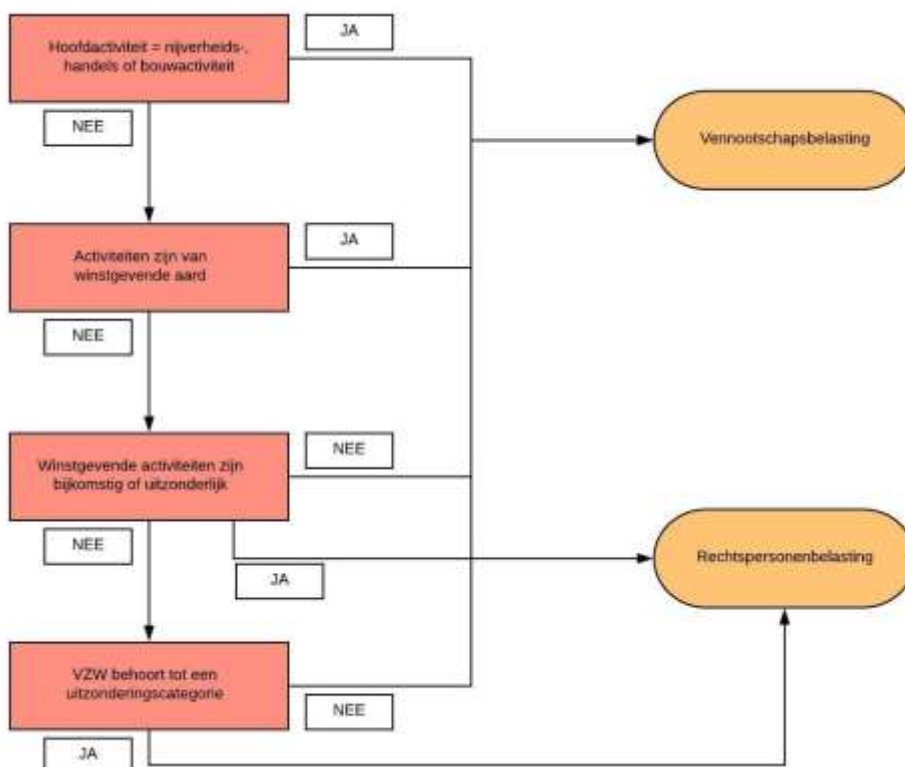 JA
Hoofdactiviteit = nijverheids-,
handels of bouwactiviteit
NEE
Vennootschapsbelasting
JA
Activiteiten zijn van
winstgevende aard
NEE
NEE
Winstgevende activiteiten zijn
bijkomstig of uitzonderlijk
NEE
JA
Rechtspersonenbelasting
VZW behoort tot een
uitzonderingscategorie
NEE
JA